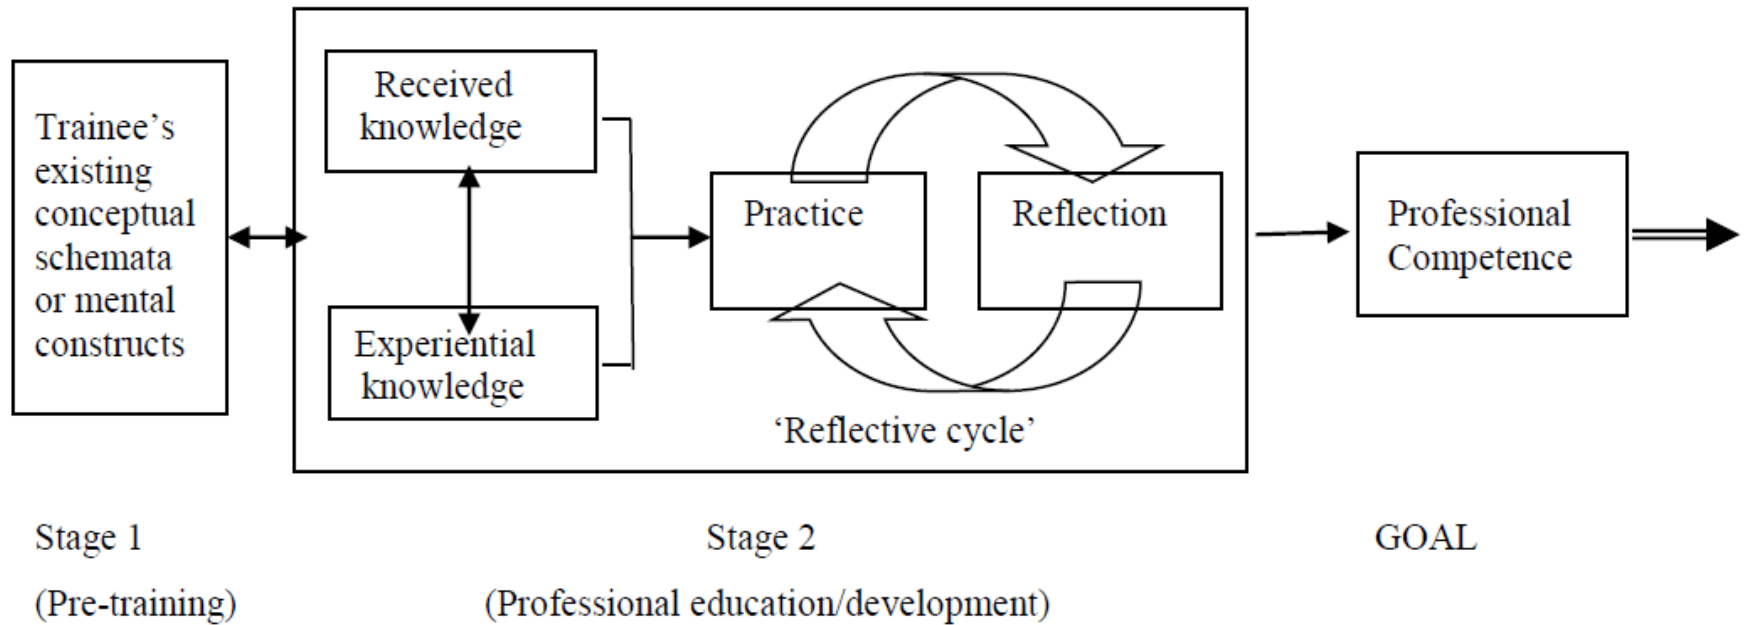 Trainee’s
existing
conceptual
schemata
or mental
constructs
Received
knowledge
Experiential
knowledge
Practice
Reflection
‘Reflective cycle’
Professional
Competence
Stage 1
(Pre-training)
Stage 2
(Professional education/development)
GOAL